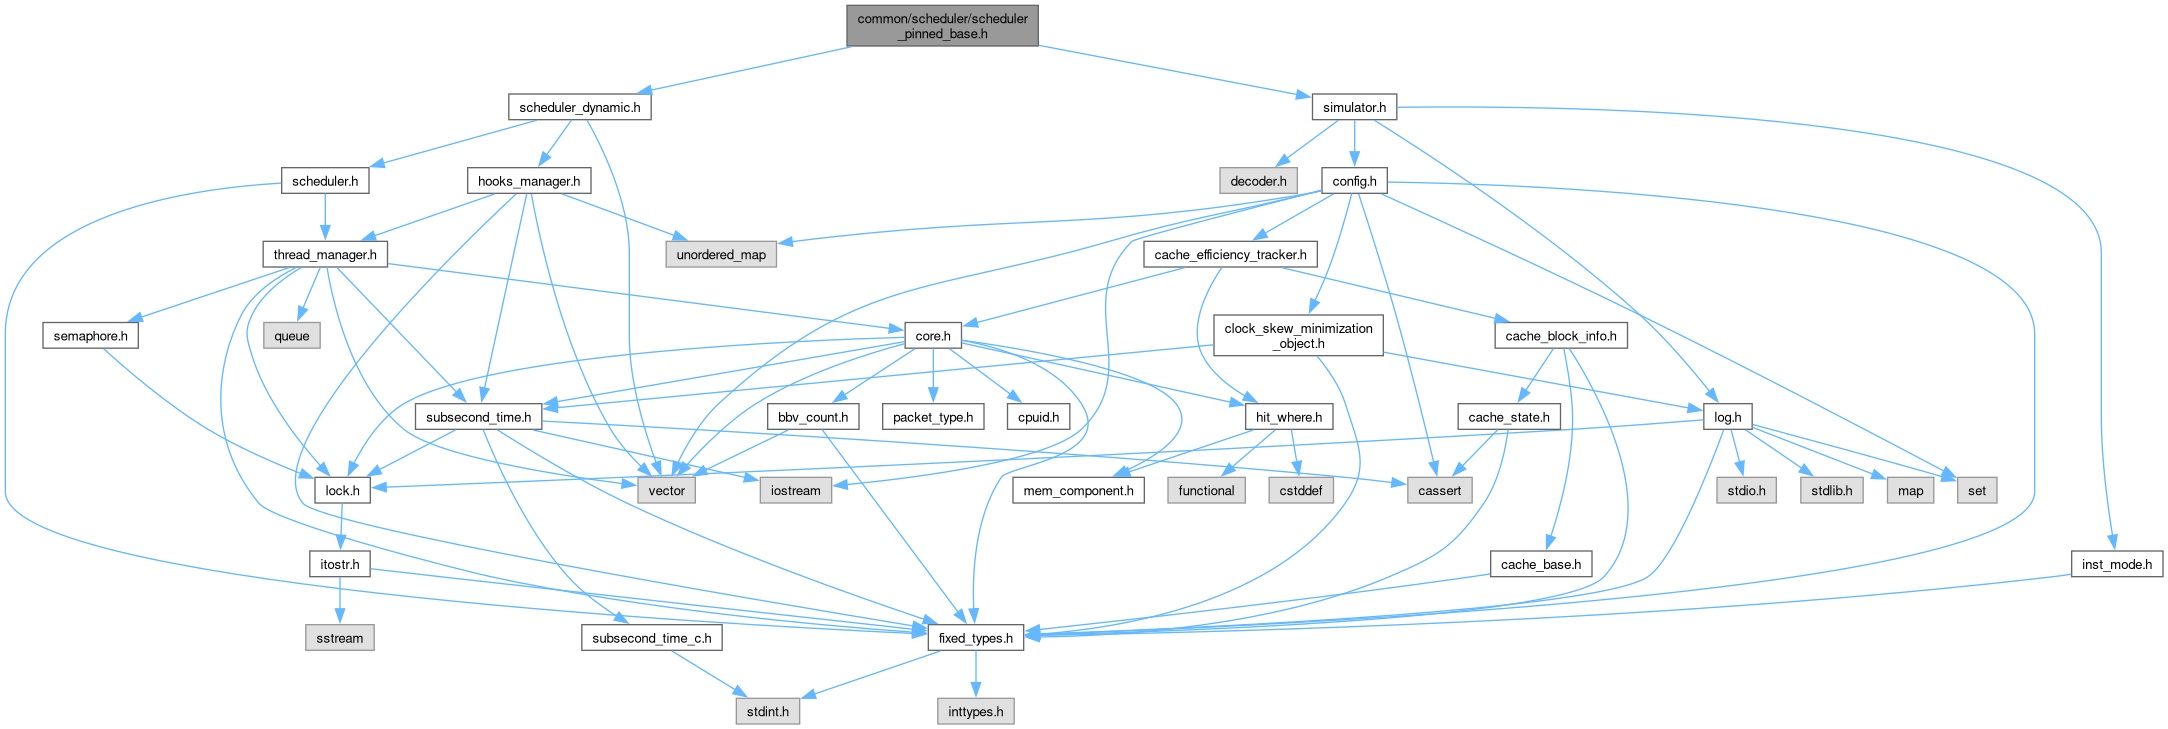 common/scheduler/scheduler
_pinned_base.h
scheduler_dynamic.h
simulator.h
scheduler.h
hooks_manager.h
decoder.h
config.h
thread_manager.h
unordered_map
cache_efficiency_tracker.h
semaphore.h
queue
core.h
clock_skew_minimization
_object.h
cache_block_info.h
subsecond_time.h
bbv_count.h
packet_type.h
cpuid.h
hit_where.h
cache_state.h
log.h
lock.h
vector
iostream
mem_component.h
functional
cstddef
cassert
stdio.h
stdlib.h
map
set
itostr.h
cache_base.h
inst_mode.h
sstream
subsecond_time_c.h
fixed_types.h
stdint.h
inttypes.h